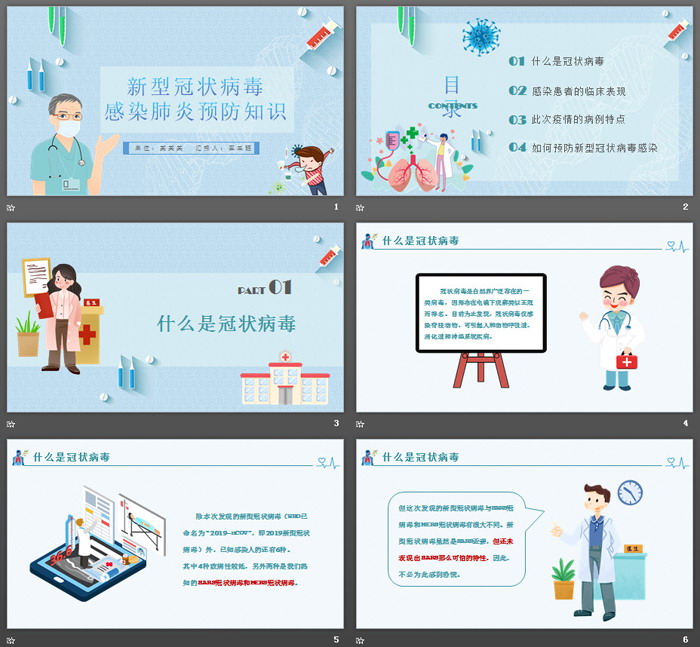 新型冠状病毒
感染肺炎预防知识
1
目
录
CONTENTS
01 什么是冠状病毒
02 感染患者的临床表现
03 此次疫情的病例特点
04 如何预防新型冠状病毒感染
2
PART 01
什么是冠状病毒
3
什么是冠状病毒
冠状病毒是自然界广泛存在的一
类病毒，因形态在电镜下观察类似王冠
而得名。目前为止发现，冠状病毒仅感
染脊椎动物，可引起人和动物呼吸道、
消化道和神经系统疾病。
4
什么是冠状病毒
除本次发现的新型冠状病毒（WHO已
命名为“2019-nCoV”，即2019新型冠状
病毒）外，已知感染人的还有6种。
其中4种致病性较低，另外两种是我们熟
知的SARS冠状病毒和MERS冠状病毒。
5
什么是冠状病毒
但这次发现的新型冠状病毒与SARS冠
状病毒和MERS冠状病毒有很大不同。新
型冠状病毒虽然是SARS近亲，但还未
表现出SARS那么可怕的特性，因此，
不必为此感到恐慌。
医生
6